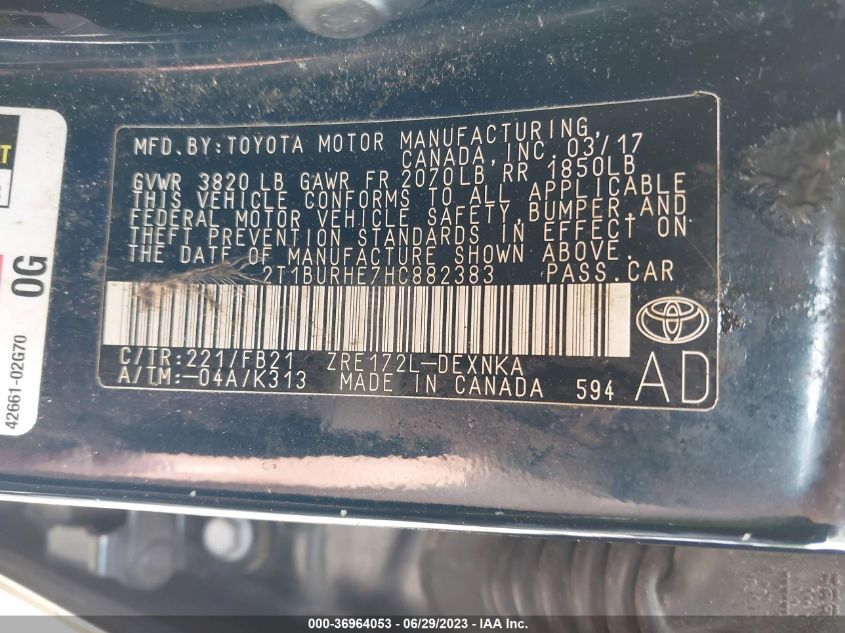 MFD. BY: TOYOTA MOTOR MANUFACTURING,
CANADA, INC. 03/17
GVWR 3820 LB GAWR FR 2070LB, RR 1850LB
THIS VEHICLE CONFORMS TO ALL APPLICABLE
FEDERAL MOTOR VEHICLE SAFETY, BUMPER, AND
THEFT PREVENTION STANDARDS IN EFFECT ON
THE DATE OF MANUFACTURE SHOWN ABOVE.
2T1BURHE7HC882383 PASS. CAR
C/TR: 221/FB21 ZRE172L-DEXNKA
A/TM: -04A/K313 MADE IN CANADA 594
AD
0G
42661-02G70
000-36964053 / 06/29/2023 - IAA Inc.